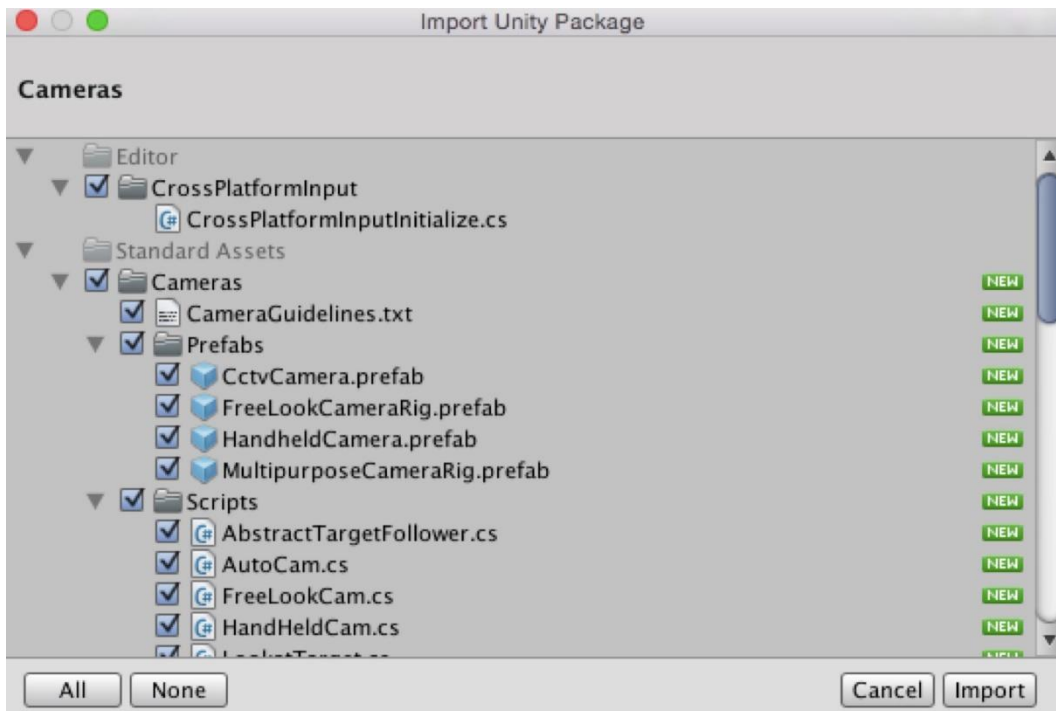 Import Unity Package
Cameras
Editor
CrossPlatformInput
CrossPlatformInputInitialize.cs
Standard Assets
Cameras NEW
CameraGuidelines.txt NEW
Prefabs NEW
CctvCamera.prefab NEW
FreeLookCameraRig.prefab NEW
HandheldCamera.prefab NEW
MultipurposeCameraRig.prefab NEW
Scripts NEW
AbstractTargetFollower.cs NEW
AutoCam.cs NEW
FreeLookCam.cs NEW
HandHeldCam.cs NEW
All None Cancel Import